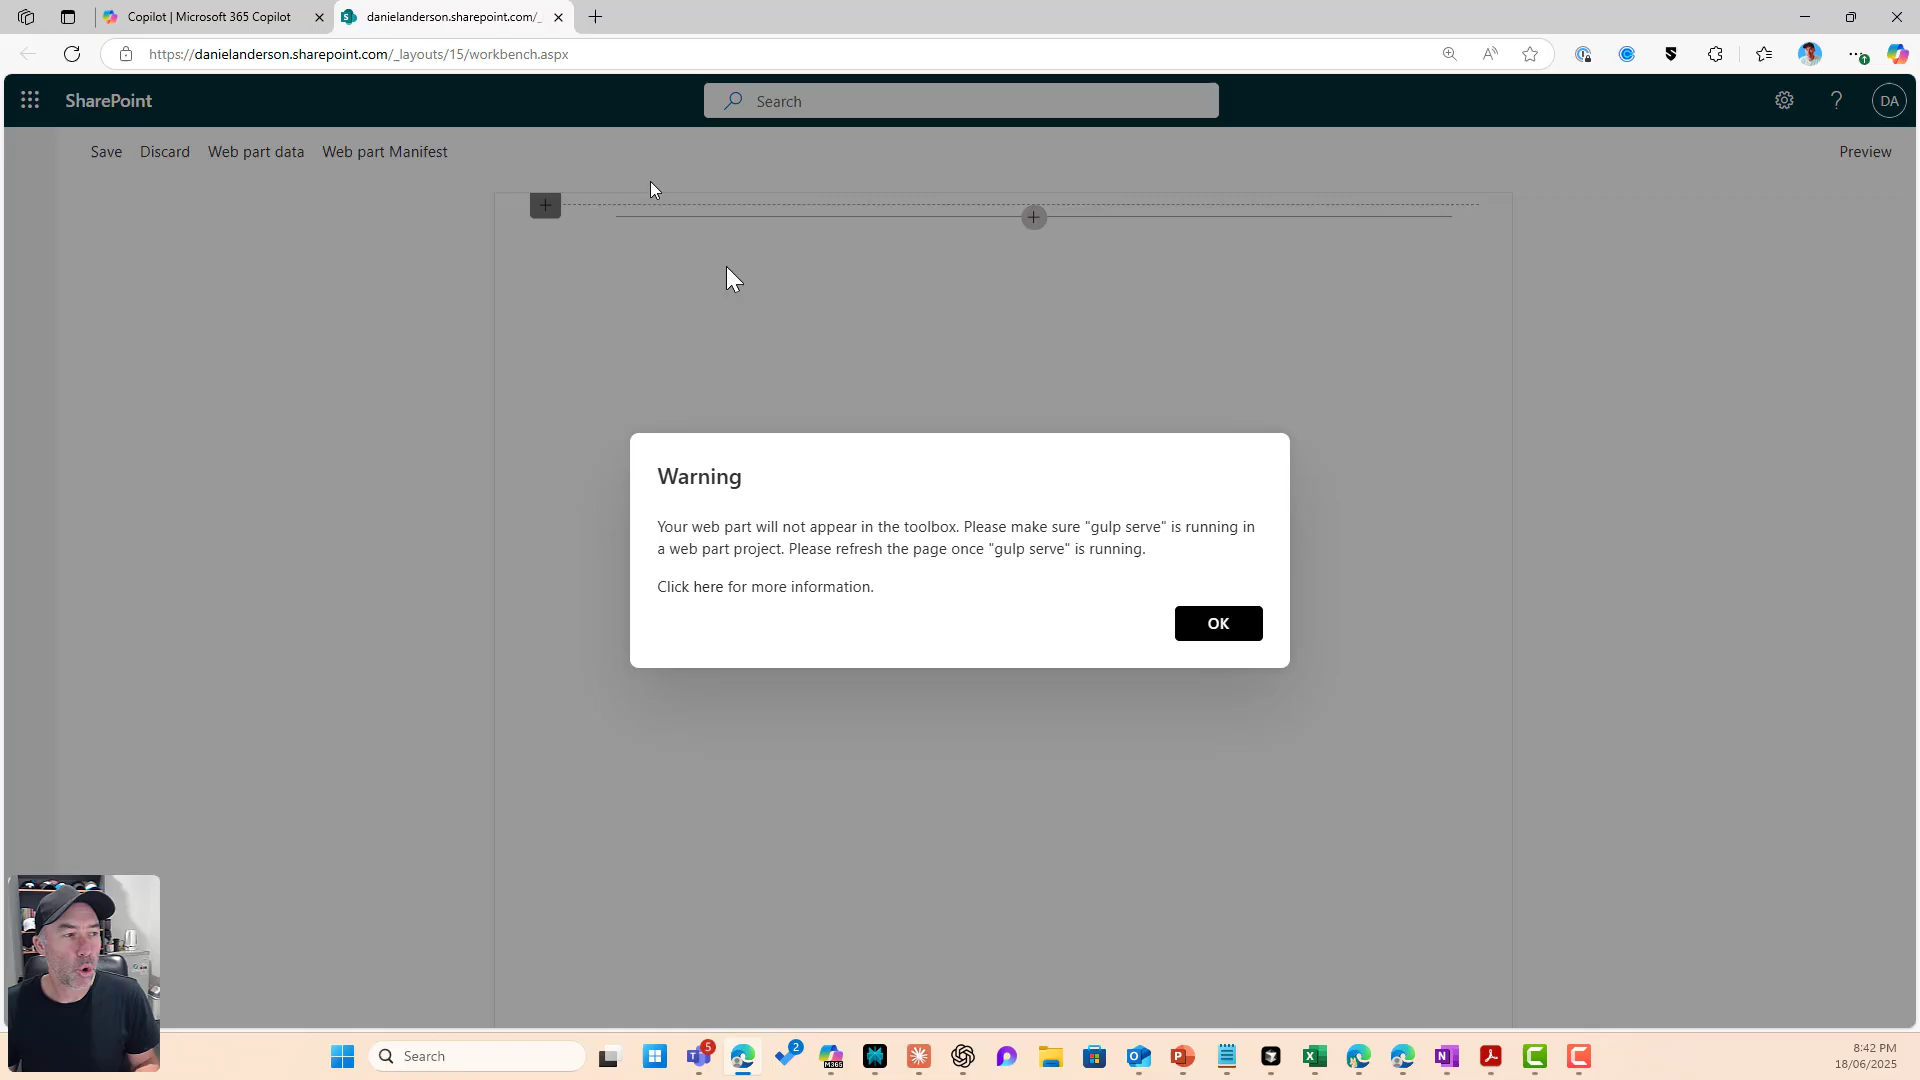 Copilot | Microsoft 365 Copilot
danielanderson.sharepoint.com/_
https://danielanderson.sharepoint.com/_layouts/15/workbench.aspx
SharePoint
Search
DA
Save
Discard
Web part data
Web part Manifest
Preview
Warning
Your web part will not appear in the toolbox. Please make sure "gulp serve" is running in
a web part project. Please refresh the page once "gulp serve" is running.
Click here for more information.
OK
Search
5
2
M365
8:42 PM
18/06/2025